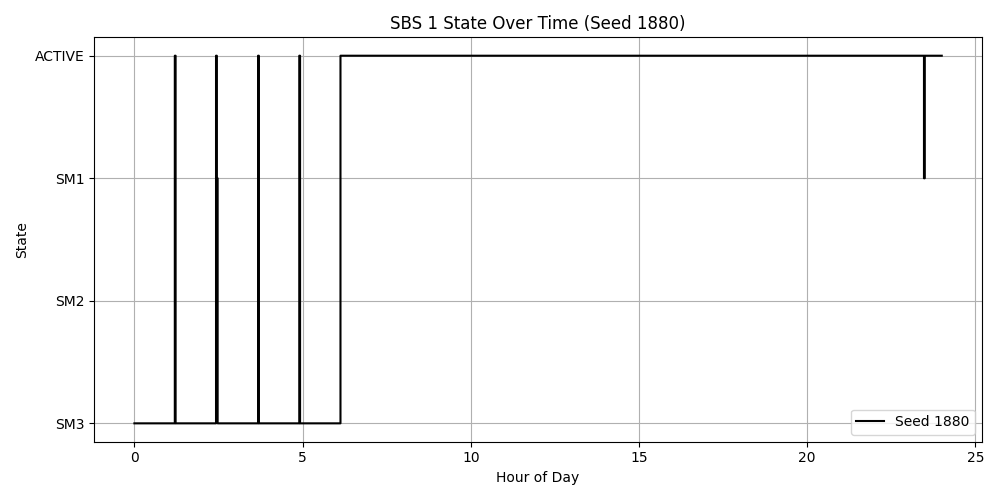 SBS 1 State Over Time (Seed 1880)
ACTIVE
SM1
SM2
SM3
State
0 5 10 15 20 25
Hour of Day
Seed 1880